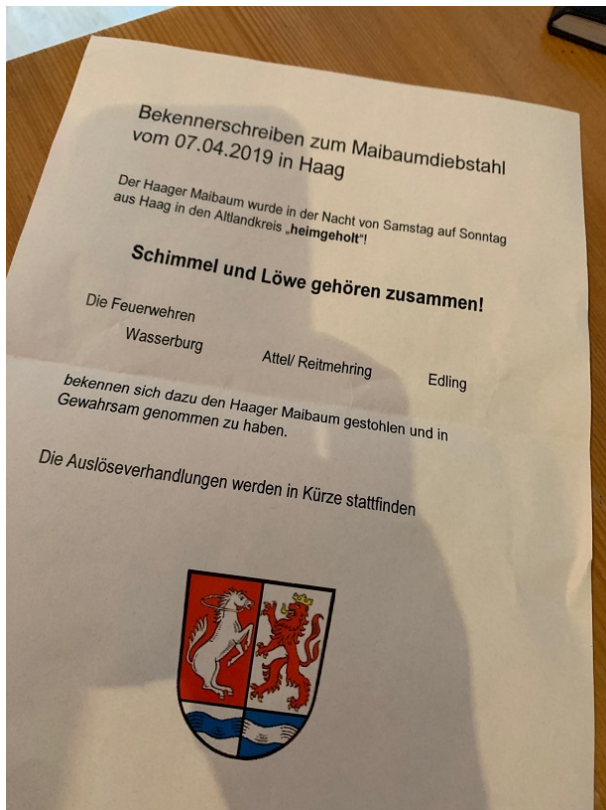 Bekennerschreiben zum Maibaumdiebstahl
vom 07.04.2019 in Haag
Der Haager Maibaum wurde in der Nacht von Samstag auf Sonntag
aus Haag in den Altlandkreis „heimgeholt“!
Schimmel und Löwe gehören zusammen!
Die Feuerwehren
Wasserburg Attel/ Reitmehring Edling
bekennen sich dazu den Haager Maibaum gestohlen und in
Gewahrsam genommen zu haben.
Die Auslöseverhandlungen werden in Kürze stattfinden